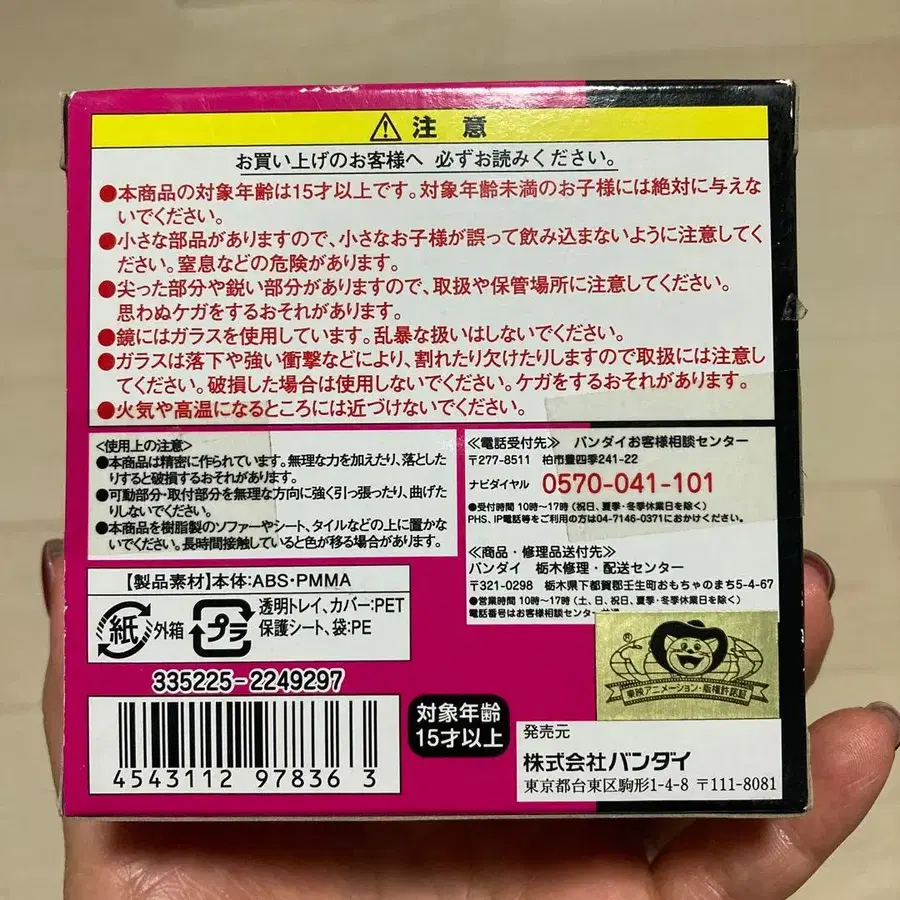 ⚠注意
お買い上げのお客様へ 必ずお読みください。
●本商品の対象年齢は15才以上です。対象年齢未満のお子様には絶対に与えな
いでください。
●小さな部品がありますので、小さなお子様が誤って飲み込まないように注意してく
ださい。窒息などの危険があります。
●尖った部分や鋭い部分がありますので、取扱や保管場所に注意してください。
思わぬケガをするおそれがあります。
●鏡にはガラスを使用しています。乱暴な扱いはしないでください。
●ガラスは落下や強い衝撃などにより、割れたり欠けたりしますので取扱には注意し
てください。破損した場合は使用しないでください。ケガをするおそれがあります。
●火気や高温になるところには近づけないでください。
<使用上の注意>
●本商品は精密に作られています。無理な力を加えたり、落とした
りすると破損するおそれがあります。
●可動部分・取付部分を無理な方向に強く引っ張ったり、曲げた
りしないでください。
●本商品を樹脂製のソファーやシート、タイルなどの上に置かな
いでください。長時間接触していると色が移る場合があります。
≪電話受付先≫ バンダイお客様相談センター
〒277-8511 柏市豊四季241-22
ナビダイヤル 0570-041-101
●受付時間 10時〜17時(祝日、夏季・冬季休業日を除く)
PHS、IP電話等をご利用の方は04-7146-0371におかけください。
≪商品・修理品送付先≫
バンダイ 栃木修理・配送センター
〒321-0298 栃木県下都賀郡壬生町おもちゃのまち5-4-67
●営業時間 10時〜17時(土、日、祝日、夏季・冬季休業日を除く)
電話番号はお客様相談センター
【製品素材】本体:ABS・PMMA
紙 外箱
プラ 透明トレイ、カバー:PET
保護シート、袋:PE
335225-2249297
4543112 978363
対象年齢
15才以上
®
東映アニメーション・版権許諾証
発売元
株式会社バンダイ
東京都台東区駒形1-4-8 〒111-8081